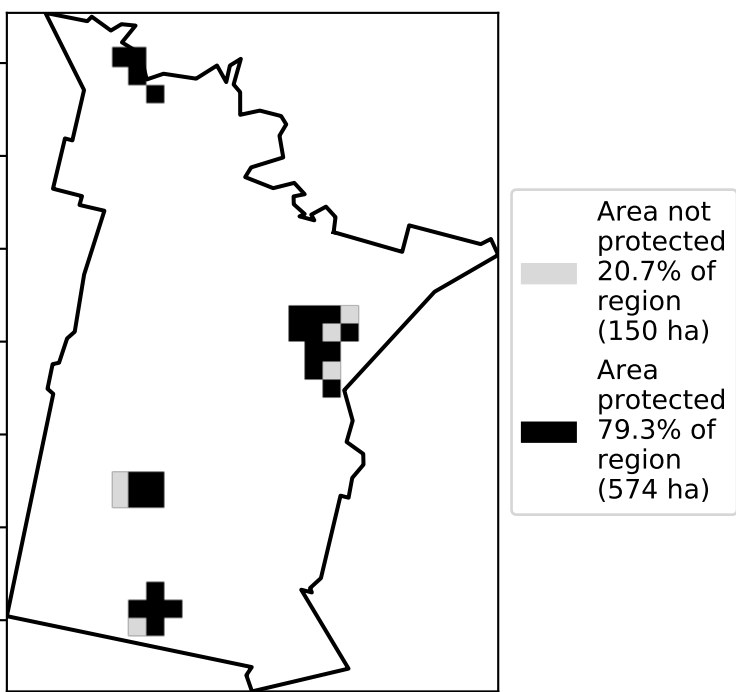 Area not
protected
20.7% of
region
(150 ha)
Area
protected
79.3% of
region
(574 ha)